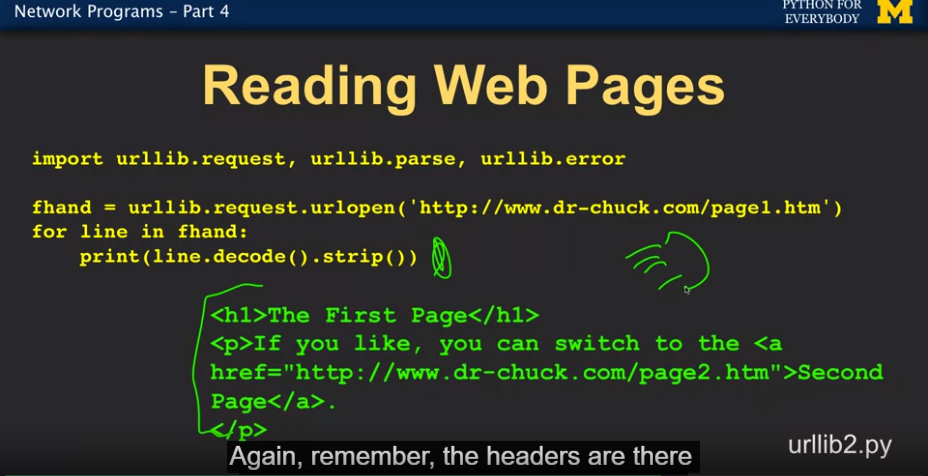 Network Programs - Part 4
PYTHON FOR
EVERYBODY
M
Reading Web Pages
import urllib.request, urllib.parse, urllib.error
fhand = urllib.request.urlopen('http://www.dr-chuck.com/page1.htm')
for line in fhand:
    print(line.decode().strip())
<h1>The First Page</h1>
<p>If you like, you can switch to the <a
href="http://www.dr-chuck.com/page2.htm">Second
Page</a>.
</p>
Again, remember, the headers are there
urllib2.py